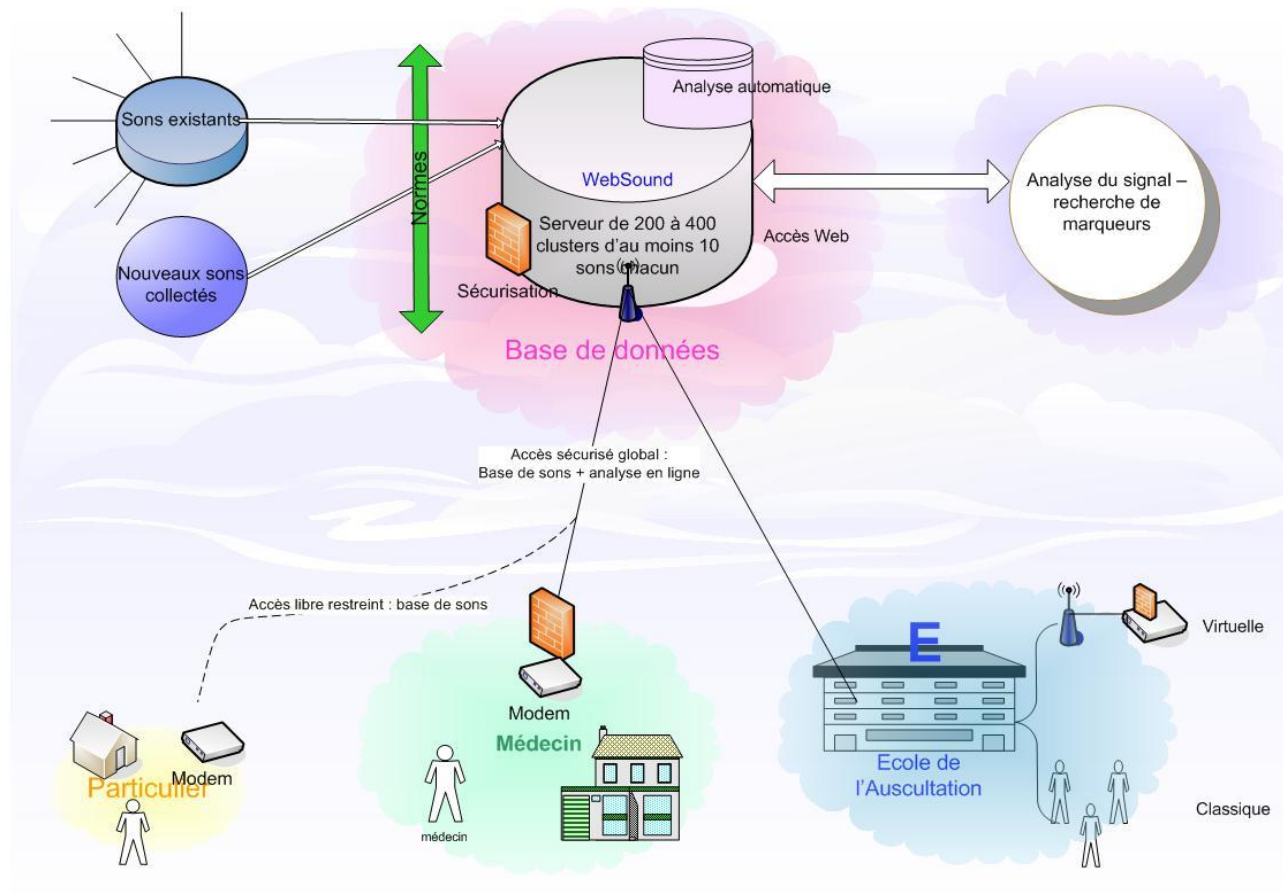 Analyse automatique
Sons existants
Normes
WebSound
Analyse du signal –
recherche de
marqueurs
Serveur de 200 à 400
clusters d'au moins 10
sons chacun
Accès Web
Nouveaux sons
collectés
Sécurisation
Base de données
Accès sécurisé global :
Base de sons + analyse en ligne
Accès libre restreint : base de sons
E
Virtuelle
Modem
Médecin
Ecole de
l'Auscultation
Modem
Particulier
médecin
Classique